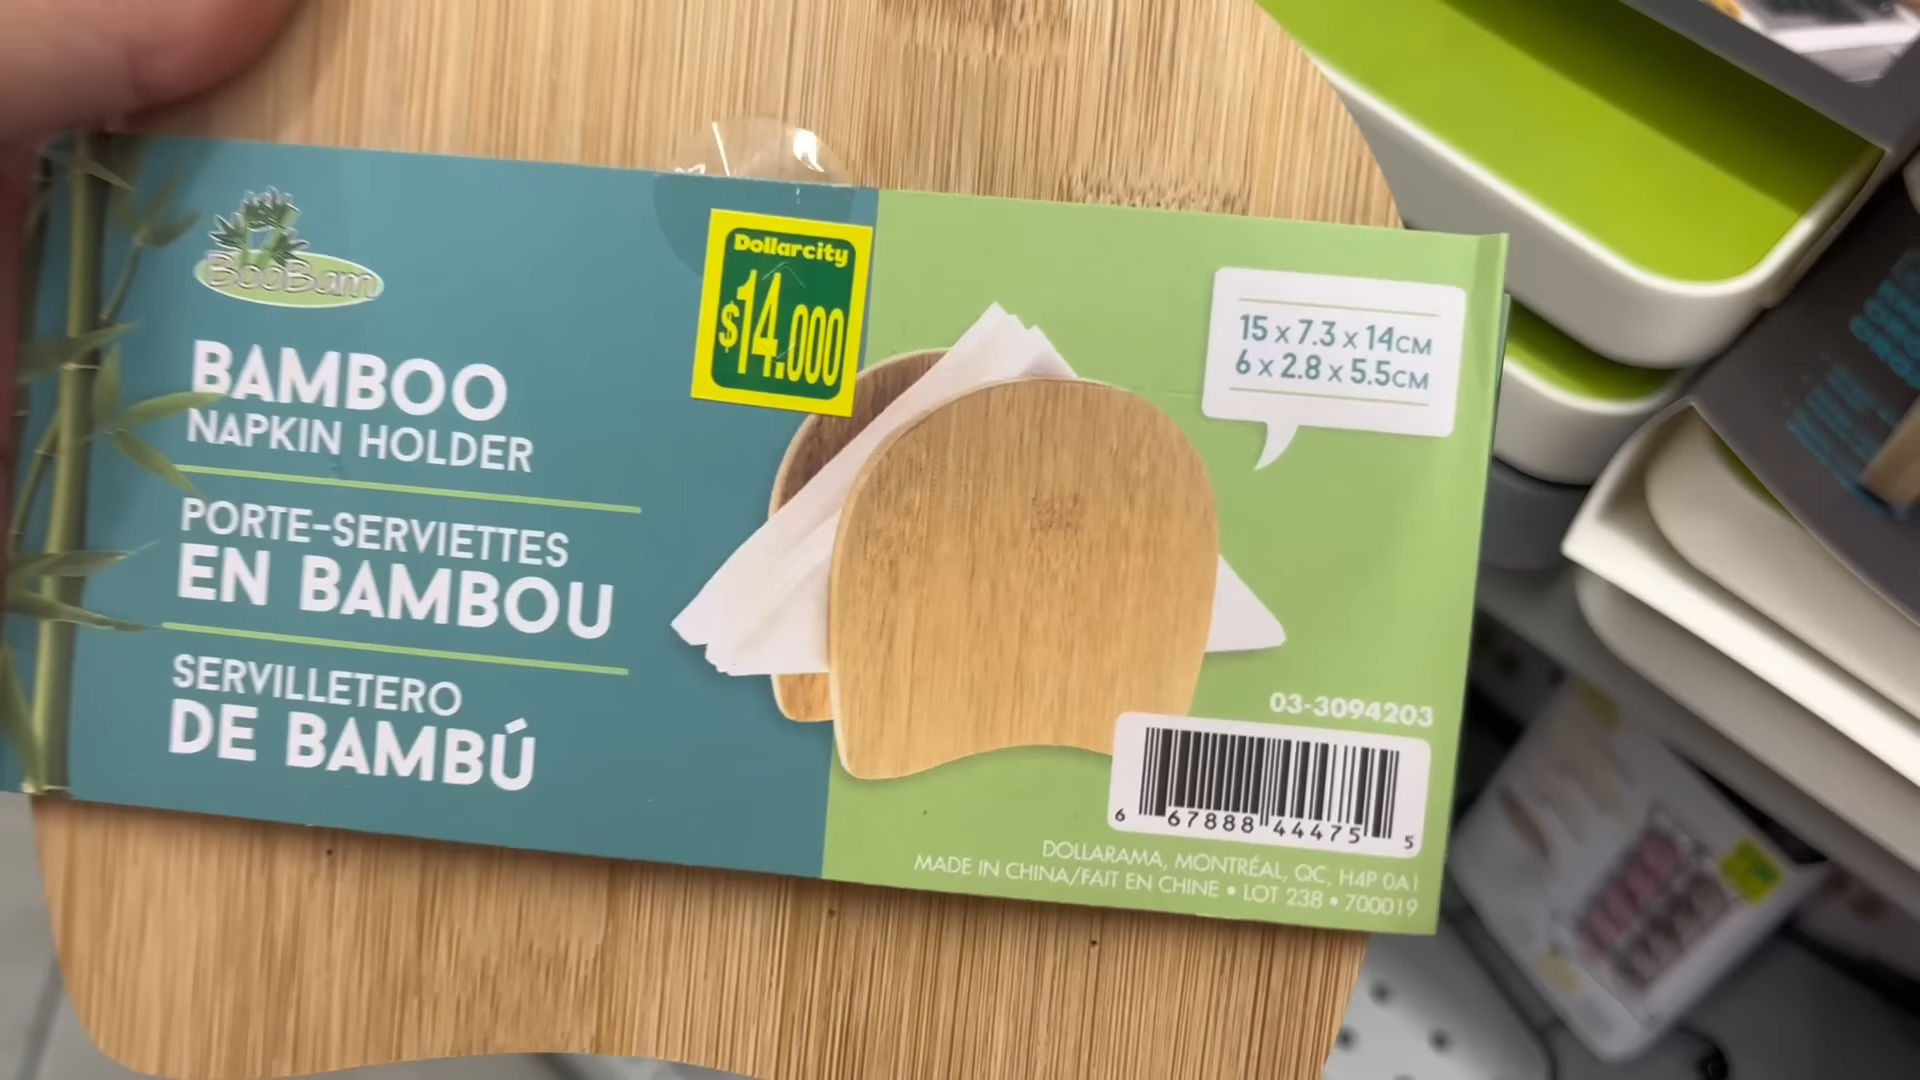 BooBam
BAMBOO
NAPKIN HOLDER
PORTE-SERVIETTES
EN BAMBOU
SERVILLETERO
DE BAMBÚ
Dollarcity
$14.000
15 x 7.3 x 14CM
6 x 2.8 x 5.5CM
03-3094203
6 67888 44475 5
DOLLARAMA, MONTRÉAL, QC, H4P 0A1
MADE IN CHINA/FAIT EN CHINE • LOT 238 • 700019